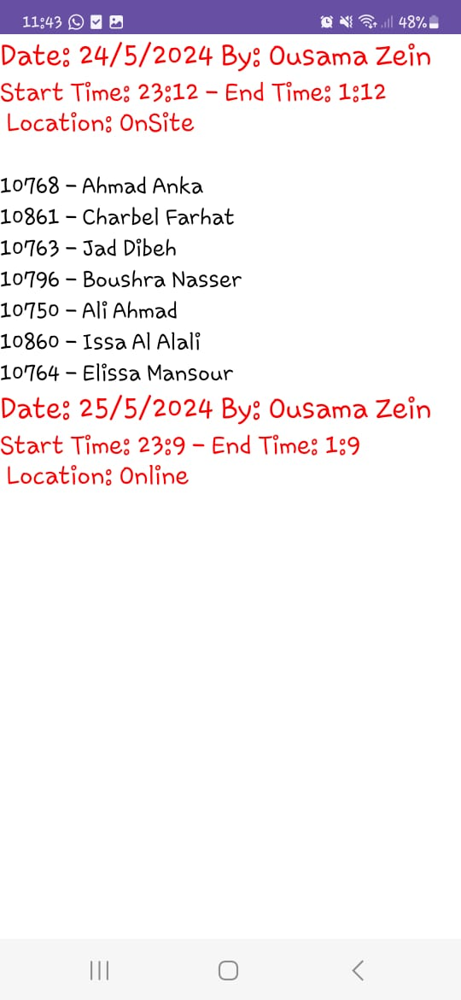 11:43 48%
Date: 24/5/2024 By: Ousama Zein
Start Time: 23:12 - End Time: 1:12
Location: OnSite
10768 - Ahmad Anka
10861 - Charbel Farhat
10763 - Jad Dibeh
10796 - Boushra Nasser
10750 - Ali Ahmad
10860 - Issa Al Alali
10764 - Elissa Mansour
Date: 25/5/2024 By: Ousama Zein
Start Time: 23:9 - End Time: 1:9
Location: Online